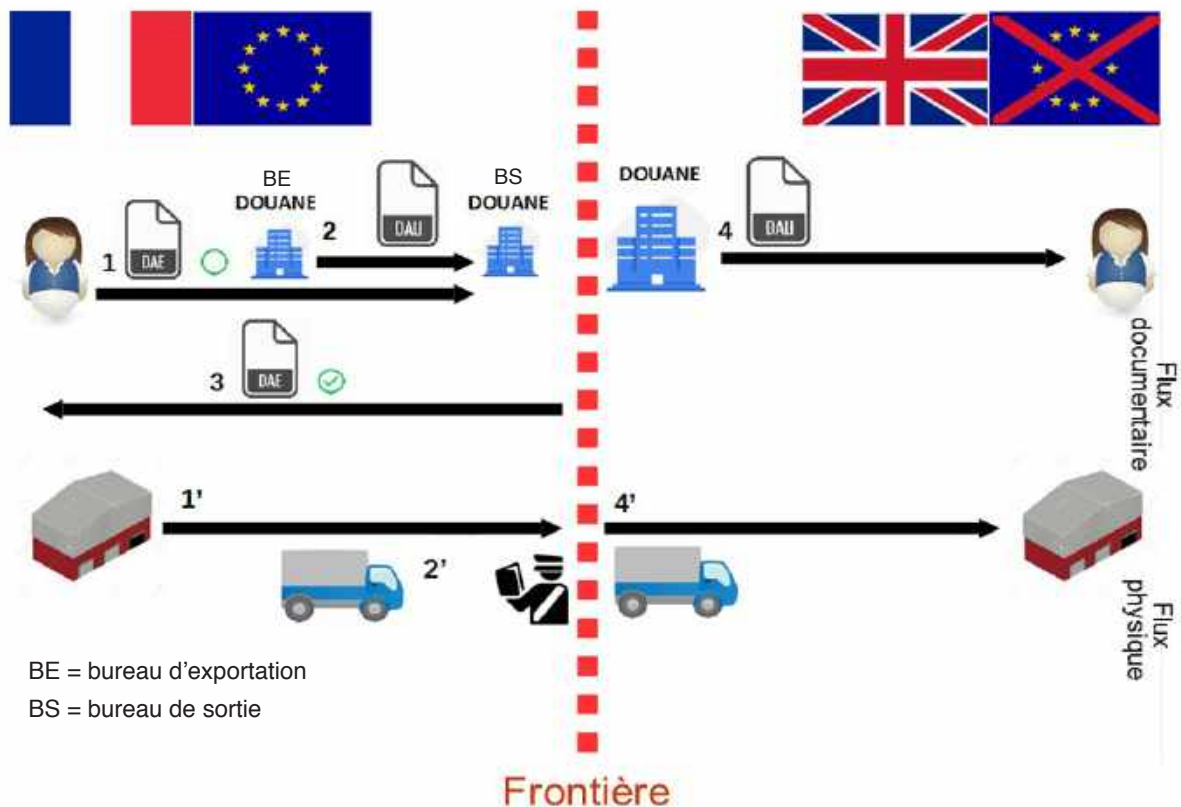 BE
DOUANE
BS
DOUANE
DOUANE
1
DAE
2
DAU
4
DAU
3
DAE
Flux
documentaire
1'
4'
2'
Flux
physique
BE = bureau d'exportation
BS = bureau de sortie
Frontière